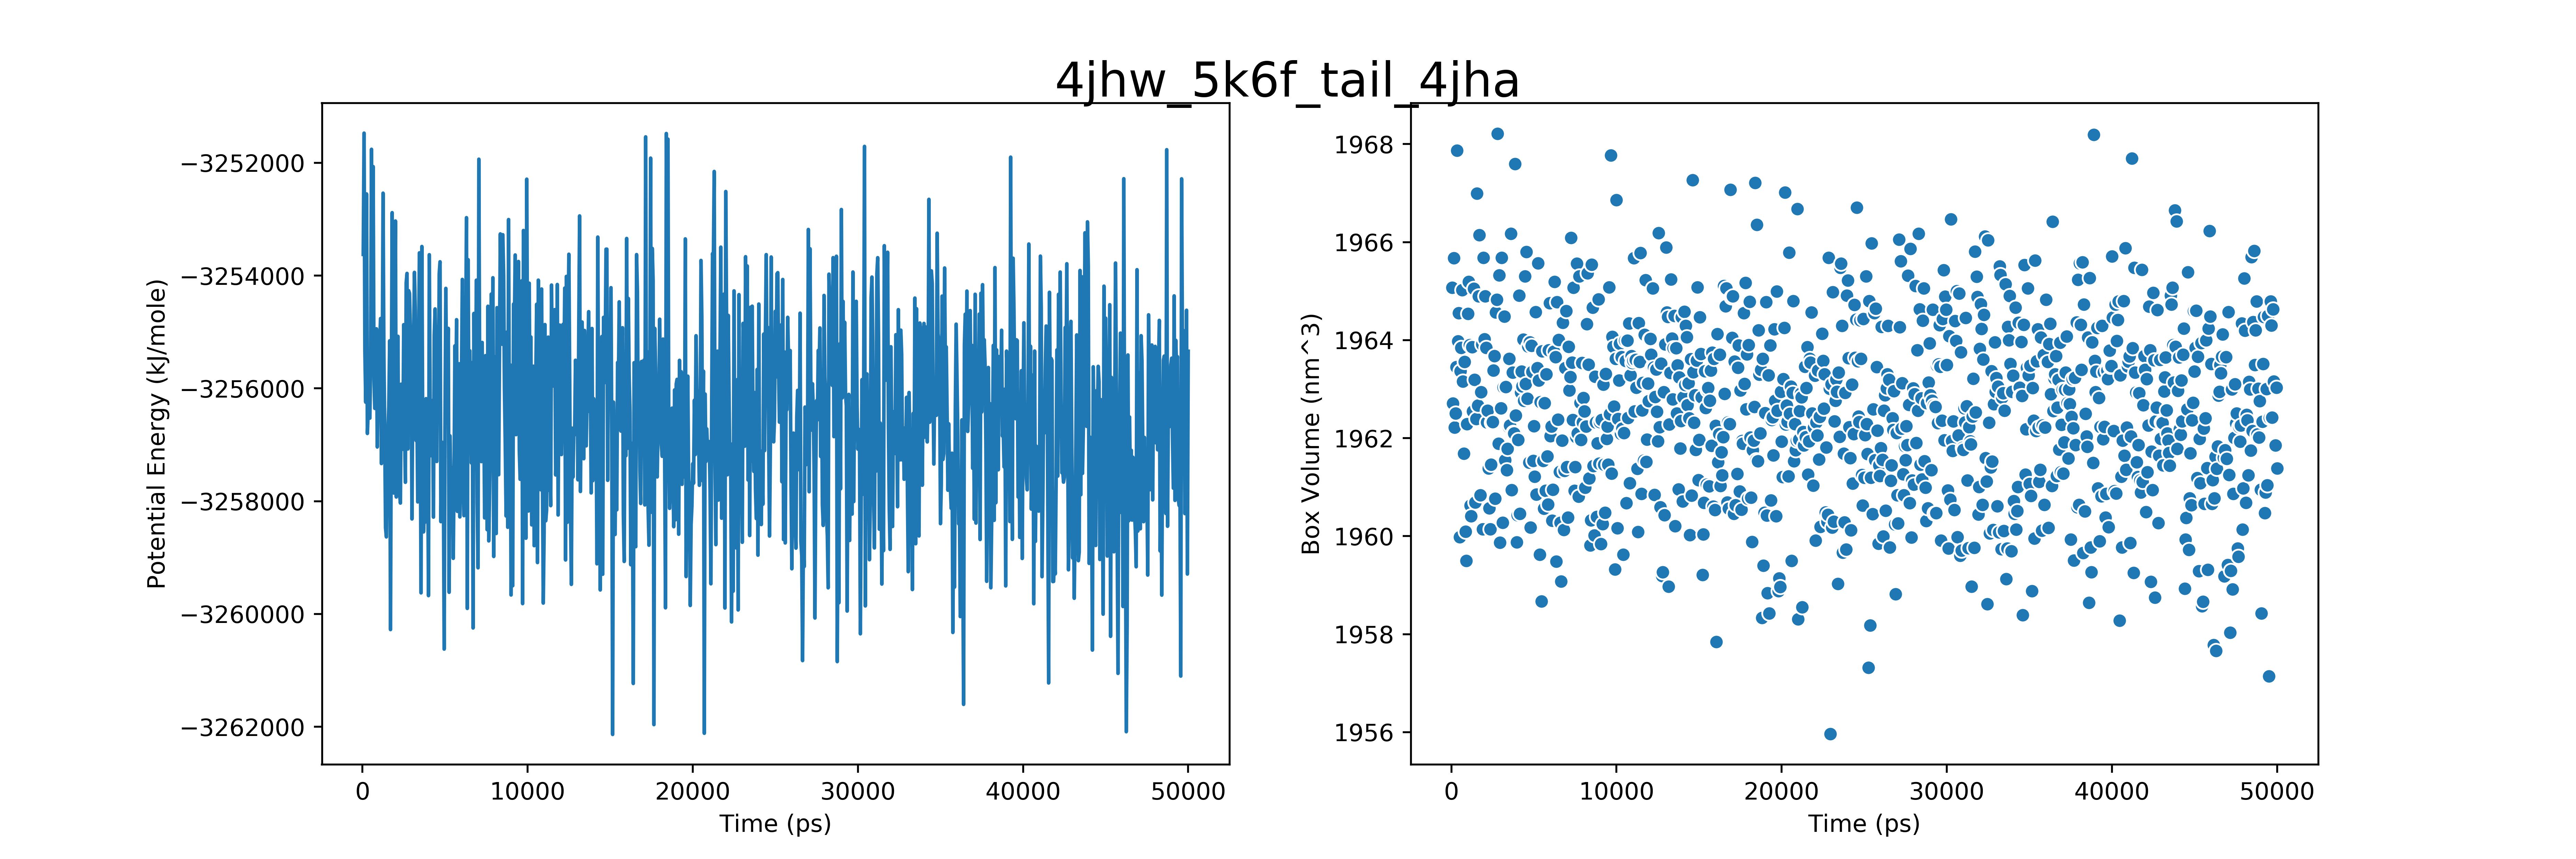 4jhw_5k6f_tail_4jha
Potential Energy (kJ/mole)
−3252000
−3254000
−3256000
−3258000
−3260000
−3262000
0 10000 20000 30000 40000 50000
Time (ps)
Box Volume (nm^3)
1968
1966
1964
1962
1960
1958
1956
0 10000 20000 30000 40000 50000
Time (ps)